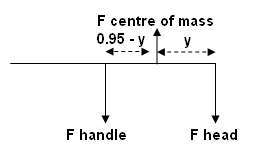 F centre of mass
0.95 - y
y
F handle
F head